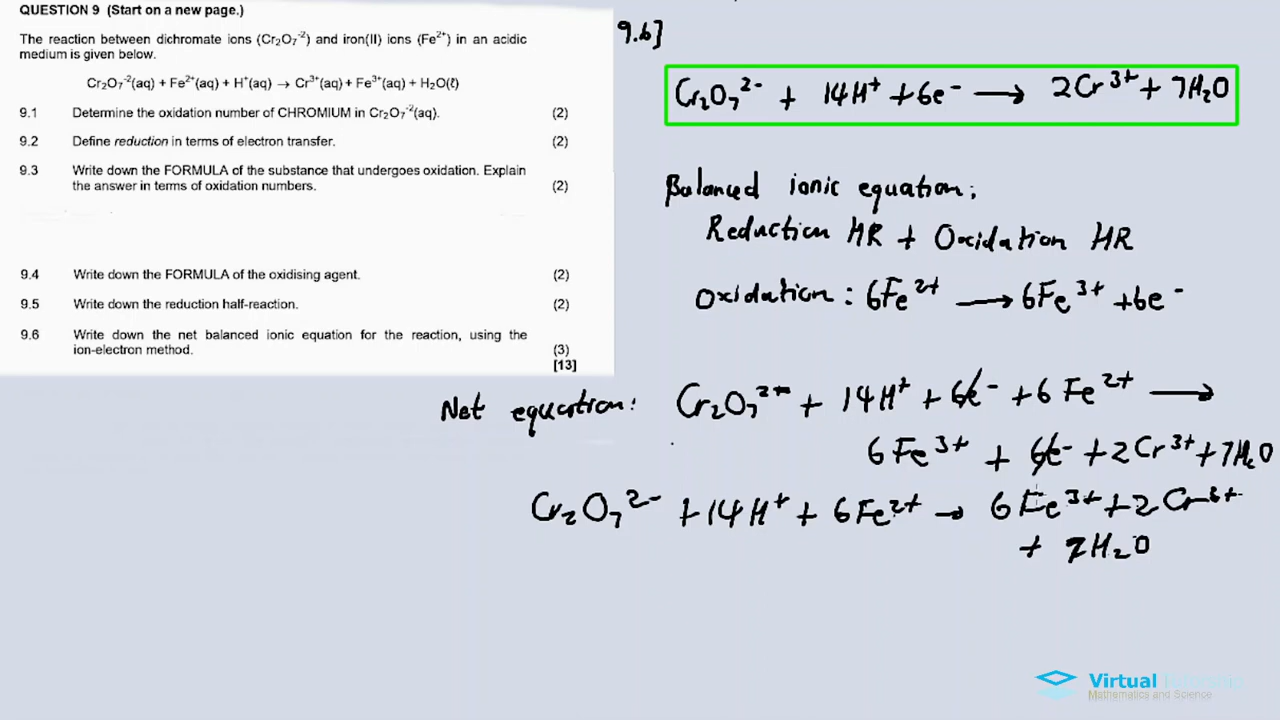 QUESTION 9 (Start on a new page.)
The reaction between dichromate ions (Cr₂O₇⁻²) and iron(II) ions (Fe²⁺) in an acidic
medium is given below.
Cr₂O₇⁻²(aq) + Fe²⁺(aq) + H⁺(aq) → Cr³⁺(aq) + Fe³⁺(aq) + H₂O(ℓ)
9.1 Determine the oxidation number of CHROMIUM in Cr₂O₇⁻²(aq). (2)
9.2 Define reduction in terms of electron transfer. (2)
9.3 Write down the FORMULA of the substance that undergoes oxidation. Explain
the answer in terms of oxidation numbers. (2)
9.4 Write down the FORMULA of the oxidising agent. (2)
9.5 Write down the reduction half-reaction. (2)
9.6 Write down the net balanced ionic equation for the reaction, using the
ion-electron method. (3)
[13]
9.6]
Cr₂O₇²⁻ + 14H⁺ + 6e⁻ ⟶ 2Cr³⁺ + 7H₂O
Balanced ionic equation:
Reduction HR + Oxidation HR
Oxidation : 6Fe²⁺ ⟶ 6Fe³⁺ + 6e⁻
Net equation: Cr₂O₇²⁻ + 14H⁺ + 6e⁻ + 6Fe²⁺ ⟶
6Fe³⁺ + 6e⁻ + 2Cr³⁺ + 7H₂O
Cr₂O₇²⁻ + 14H⁺ + 6Fe²⁺ → 6Fe³⁺ + 2Cr³⁺
+ 7H₂O
Virtual
Mathematics and Science